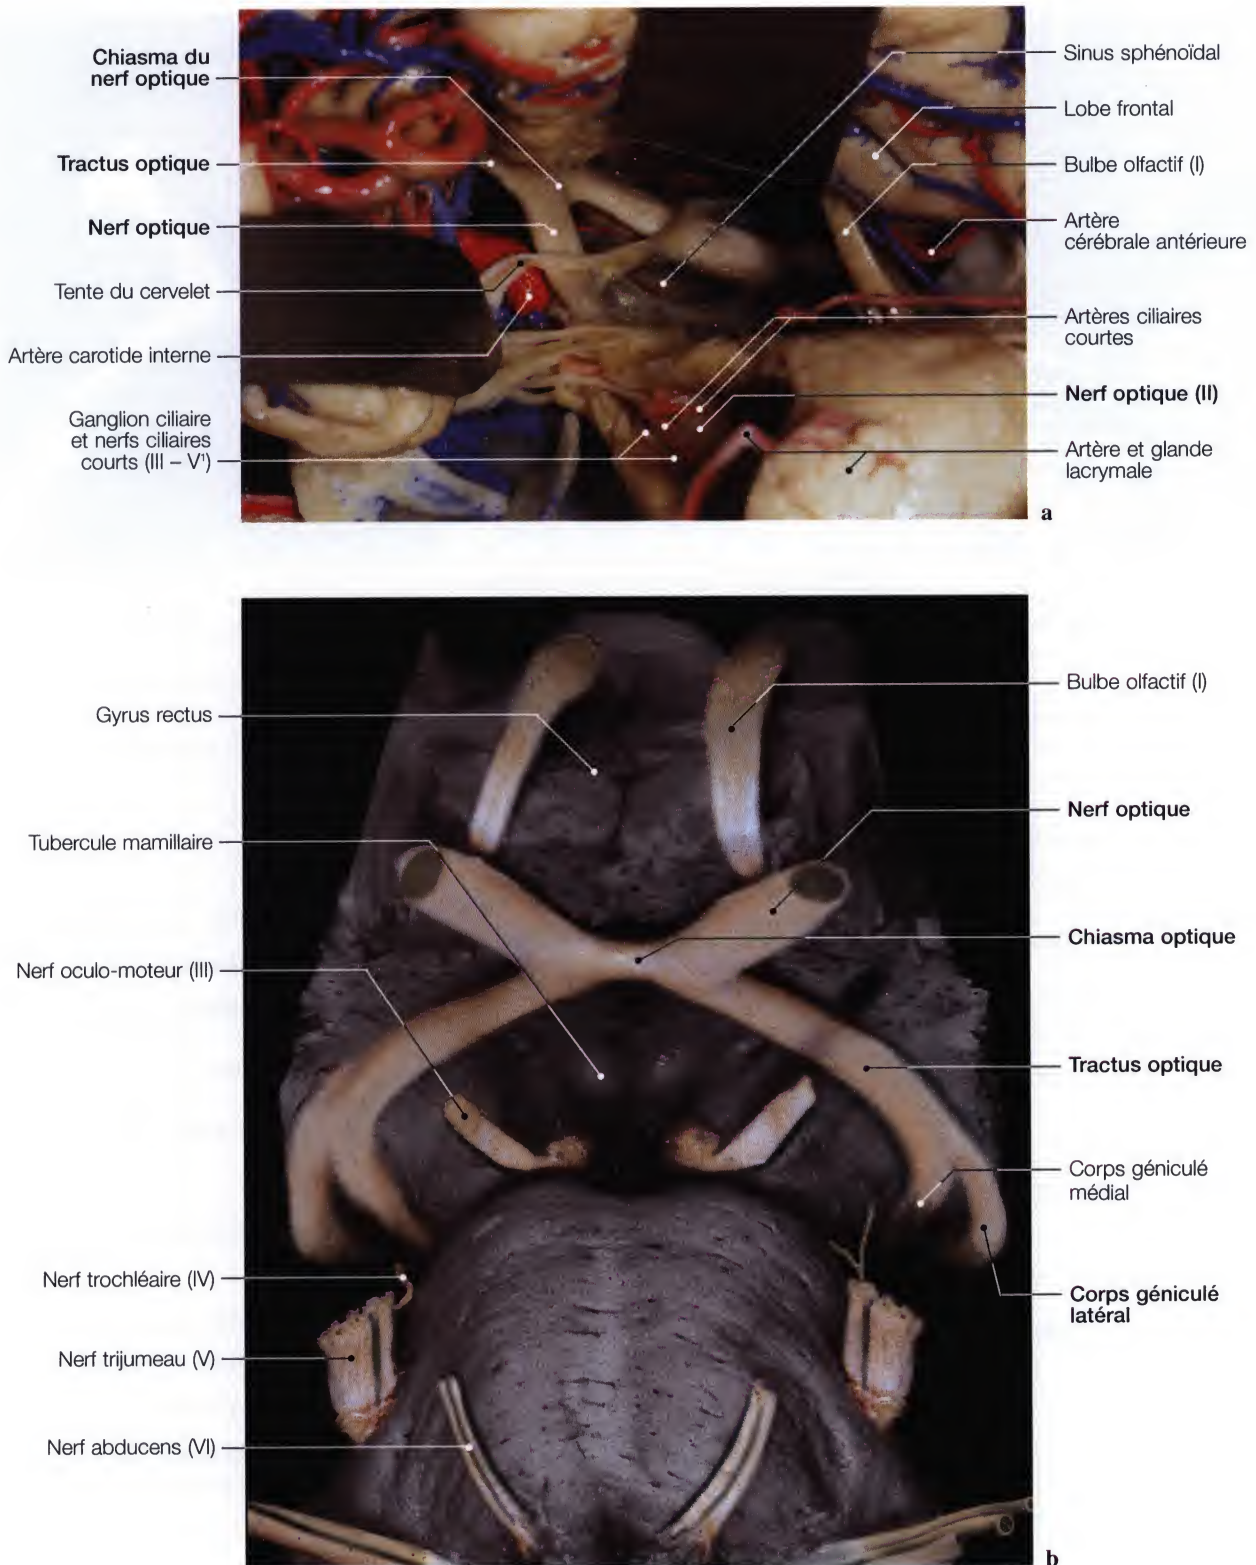 Chiasma du
nerf optique
Tractus optique
Nerf optique
Tente du cervelet
Artère carotide interne
Ganglion ciliaire
et nerfs ciliaires
courts (III – V¹)
Sinus sphénoïdal
Lobe frontal
Bulbe olfactif (I)
Artère
cérébrale antérieure
Artères ciliaires
courtes
Nerf optique (II)
Artère et glande
lacrymale
a
Gyrus rectus
Tubercule mamillaire
Nerf oculo-moteur (III)
Nerf trochléaire (IV)
Nerf trijumeau (V)
Nerf abducens (VI)
Bulbe olfactif (I)
Nerf optique
Chiasma optique
Tractus optique
Corps géniculé
médial
Corps géniculé
latéral
b